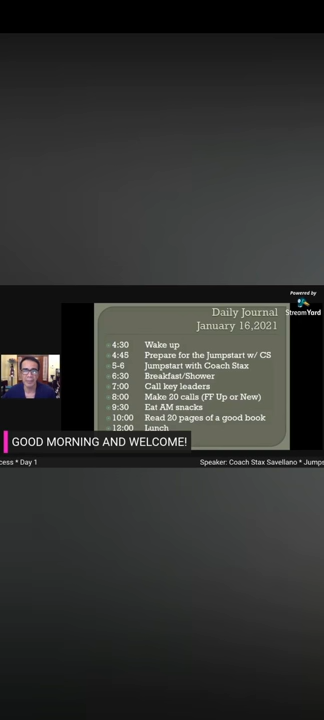 Powered by
StreamYard
Daily Journal
January 16,2021
4:30 Wake up
4:45 Prepare for the Jumpstart w/ CS
5-6 Jumpstart with Coach Stax
6:30 Breakfast/Shower
7:00 Call key leaders
8:00 Make 20 calls (FF Up or New)
9:30 Eat AM snacks
10:00 Read 20 pages of a good book
12:00 Lunch
GOOD MORNING AND WELCOME!
cess * Day 1 Speaker: Coach Stax Savellano * Jumps